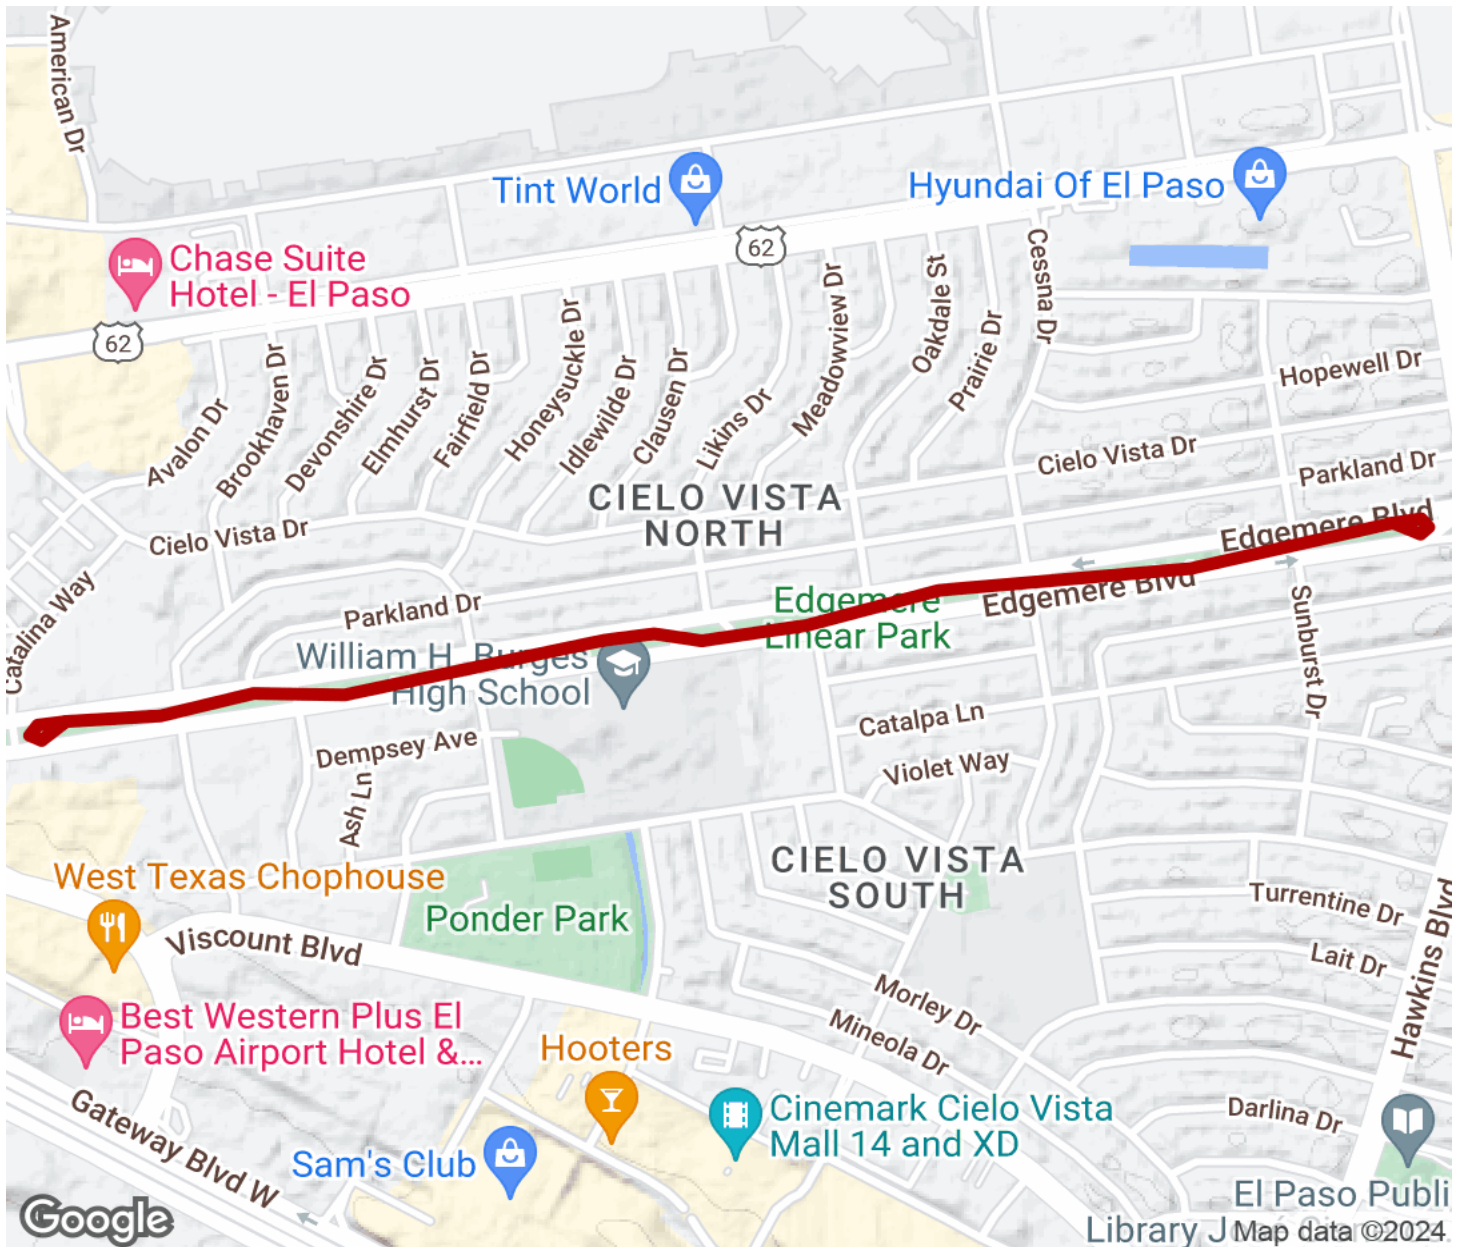 American Dr
Tint World
Hyundai Of El Paso
Chase Suite
Hotel - El Paso
62
62
Cessna Dr
Oakdale St
Meadowview Dr
Prairie Dr
Honeysuckle Dr
Hopewell Dr
Avalon Dr
Brookhaven Dr
Devonshire Dr
Elmhurst Dr
Fairfield Dr
Idlewilde Dr
Clausen Dr
Likins Dr
Cielo Vista Dr
Parkland Dr
CIELO VISTA
NORTH
Cielo Vista Dr
Edgemere Blvd
Catalina Way
Parkland Dr
Edgemere
Linear Park
Edgemere Blvd
Sunburst Dr
William H. Burges
High School
Catalpa Ln
Dempsey Ave
Violet Way
Ash Ln
West Texas Chophouse
CIELO VISTA
SOUTH
Turrentine Dr
Ponder Park
Viscount Blvd
Lait Dr
Hawkins Blvd
Morley Dr
Mineola Dr
Best Western Plus El
Paso Airport Hotel &...
Hooters
Gateway Blvd W
Cinemark Cielo Vista
Mall 14 and XD
Darlina Dr
Sam's Club
El Paso Publi
Library J
Google
Map data ©2024